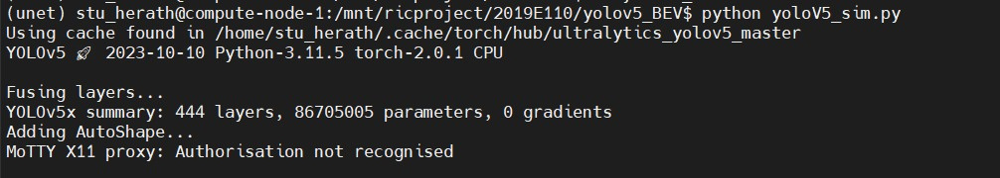 (unet) stu_herath@compute-node-1:/mnt/ricproject/2019E110/yolov5_BEV$ python yoloV5_sim.py
Using cache found in /home/stu_herath/.cache/torch/hub/ultralytics_yolov5_master
YOLOv5 🚀 2023-10-10 Python-3.11.5 torch-2.0.1 CPU

Fusing layers...
YOLOv5x summary: 444 layers, 86705005 parameters, 0 gradients
Adding AutoShape...
MoTTY X11 proxy: Authorisation not recognised